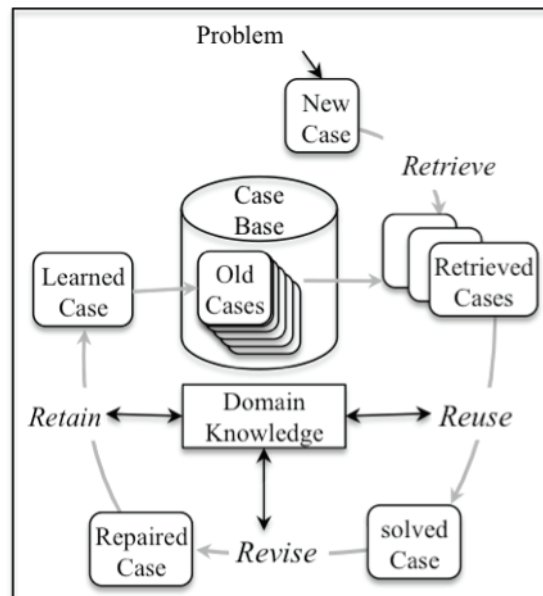 Problem
New
Case
Retrieve
Case
Base
Old
Cases
Retrieved
Cases
Learned
Case
Retain
Domain
Knowledge
Reuse
Repaired
Case
Revise
solved
Case